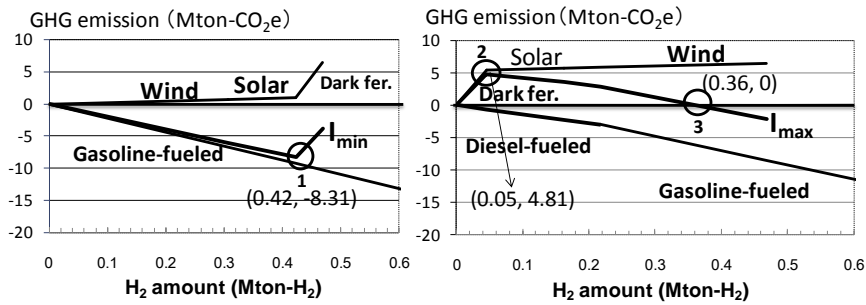 GHG emission (Mton-CO₂e)
10
5
0
-5
-10
-15
-20
Wind
Solar
Dark fer.
I_min
Gasoline-fueled
1
(0.42, -8.31)
0 0.1 0.2 0.3 0.4 0.5 0.6
H₂ amount (Mton-H₂)
GHG emission (Mton-CO₂e)
10
5
0
-5
-10
-15
-20
2
Solar
Wind
(0.36, 0)
Dark fer.
3
I_max
Diesel-fueled
Gasoline-fueled
(0.05, 4.81)
0 0.1 0.2 0.3 0.4 0.5 0.6
H₂ amount (Mton-H₂)